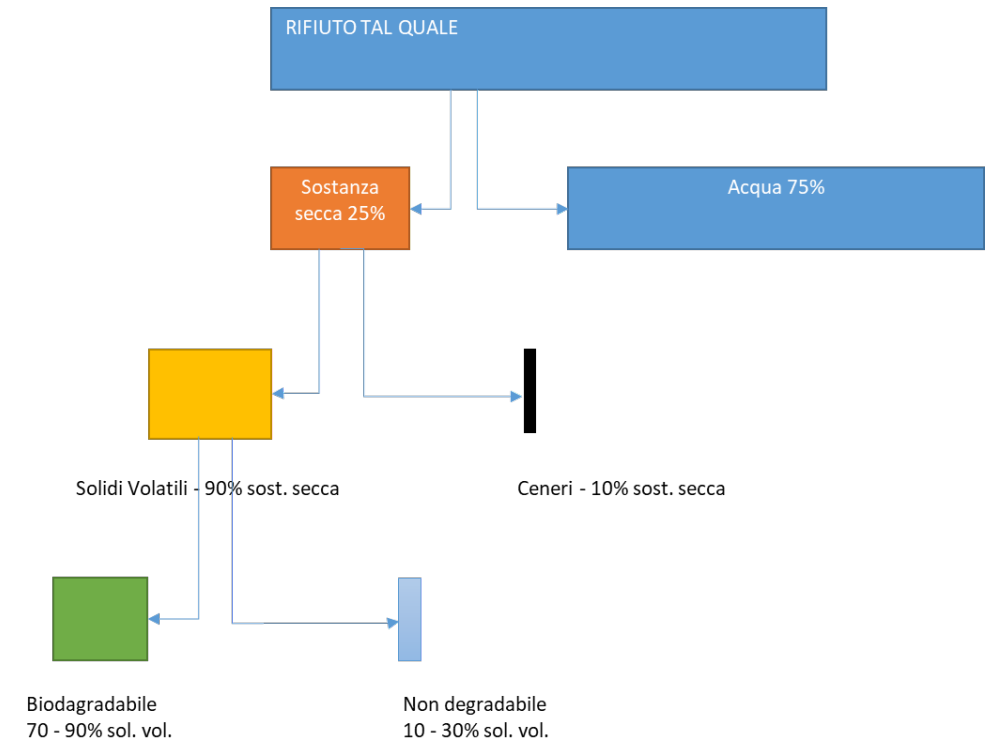 RIFIUTO TAL QUALE
Sostanza
secca 25%
Acqua 75%
Solidi Volatili - 90% sost. secca
Ceneri - 10% sost. secca
Biodagradabile
70 - 90% sol. vol.
Non degradabile
10 - 30% sol. vol.